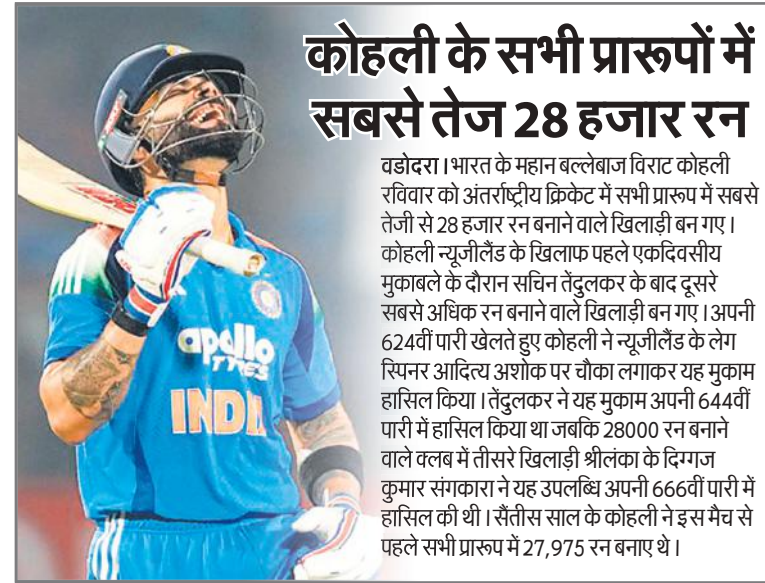 कोहली के सभी प्रारूपों में
सबसे तेज 28 हजार रन
वडोदरा। भारत के महान बल्लेबाज विराट कोहली
रविवार को अंतर्राष्ट्रीय क्रिकेट में सभी प्रारूप में सबसे
तेजी से 28 हजार रन बनाने वाले खिलाड़ी बन गए।
कोहली न्यूजीलैंड के खिलाफ पहले एकदिवसीय
मुकाबले के दौरान सचिन तेंदुलकर के बाद दूसरे
सबसे अधिक रन बनाने वाले खिलाड़ी बन गए। अपनी
624वीं पारी खेलते हुए कोहली ने न्यूजीलैंड के लेग
स्पिनर आदित्य अशोक पर चौका लगाकर यह मुकाम
हासिल किया। तेंदुलकर ने यह मुकाम अपनी 644वीं
पारी में हासिल किया था जबकि 28000 रन बनाने
वाले क्लब में तीसरे खिलाड़ी श्रीलंका के दिग्गज
कुमार संगकारा ने यह उपलब्धि अपनी 666वीं पारी में
हासिल की थी। सैंतीस साल के कोहली ने इस मैच से
पहले सभी प्रारूप में 27,975 रन बनाए थे।
apollo
TYRES
INDIA